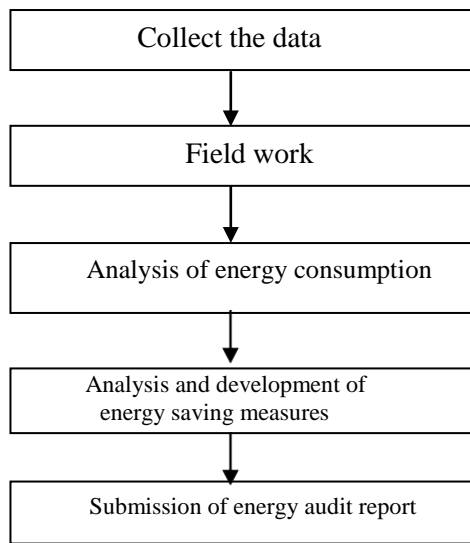 Collect the data
Field work
Analysis of energy consumption
Analysis and development of
energy saving measures
Submission of energy audit report